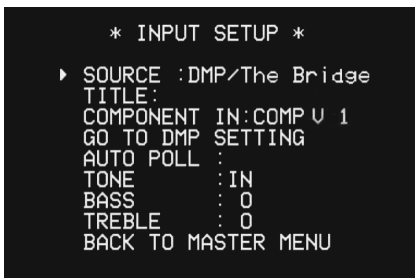 * INPUT SETUP *
SOURCE :DMP/The Bridge
TITLE:
COMPONENT IN:COMP V 1
GO TO DMP SETTING
AUTO POLL :
TONE :IN
BASS : 0
TREBLE : 0
BACK TO MASTER MENU